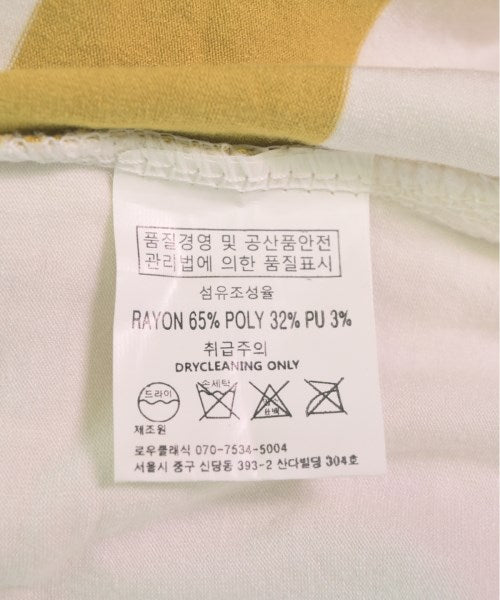 품질경영 및 공산품안전
관리법에 의한 품질표시
섬유조성율
RAYON 65% POLY 32% PU 3%
취급주의
DRYCLEANING ONLY
드라이 손세탁
제조원
로우클래식 070-7534-5004
서울시 중구 신당동 393-2 산다빌딩 304호